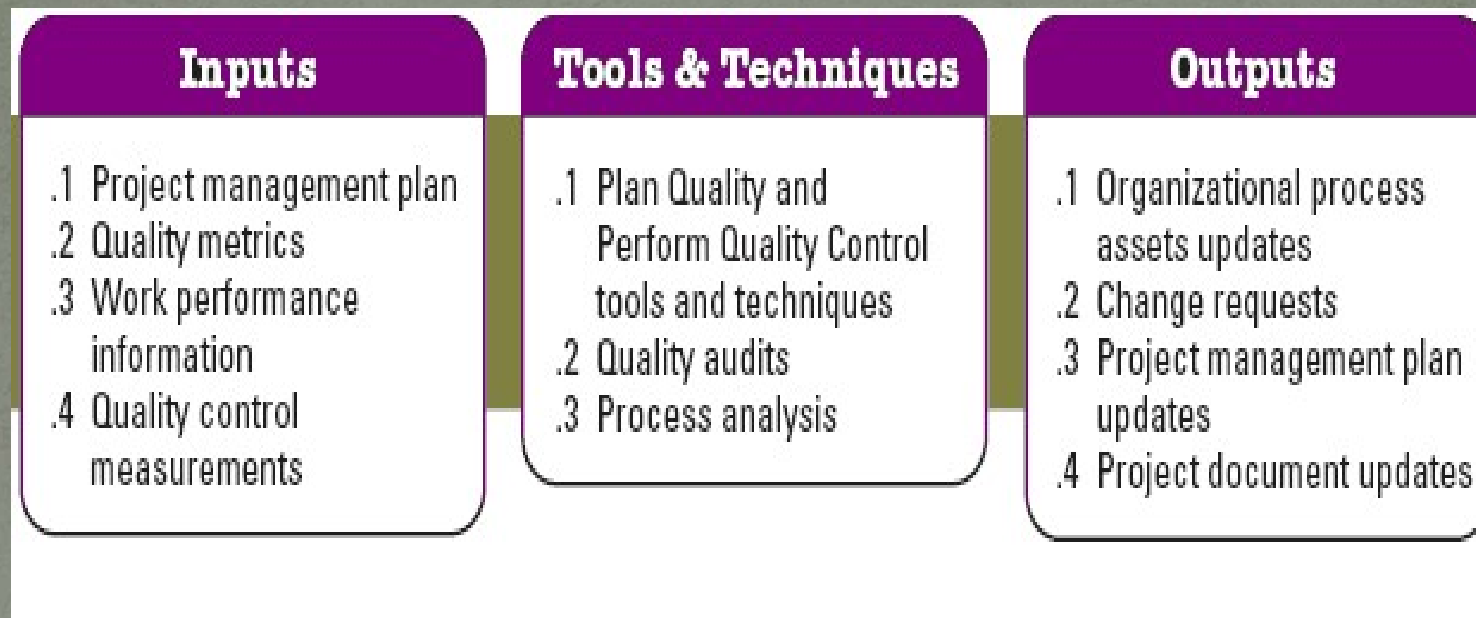 Inputs
.1 Project management plan
.2 Quality metrics
.3 Work performance
information
.4 Quality control
measurements
Tools & Techniques
.1 Plan Quality and
Perform Quality Control
tools and techniques
.2 Quality audits
.3 Process analysis
Outputs
.1 Organizational process
assets updates
.2 Change requests
.3 Project management plan
updates
.4 Project document updates